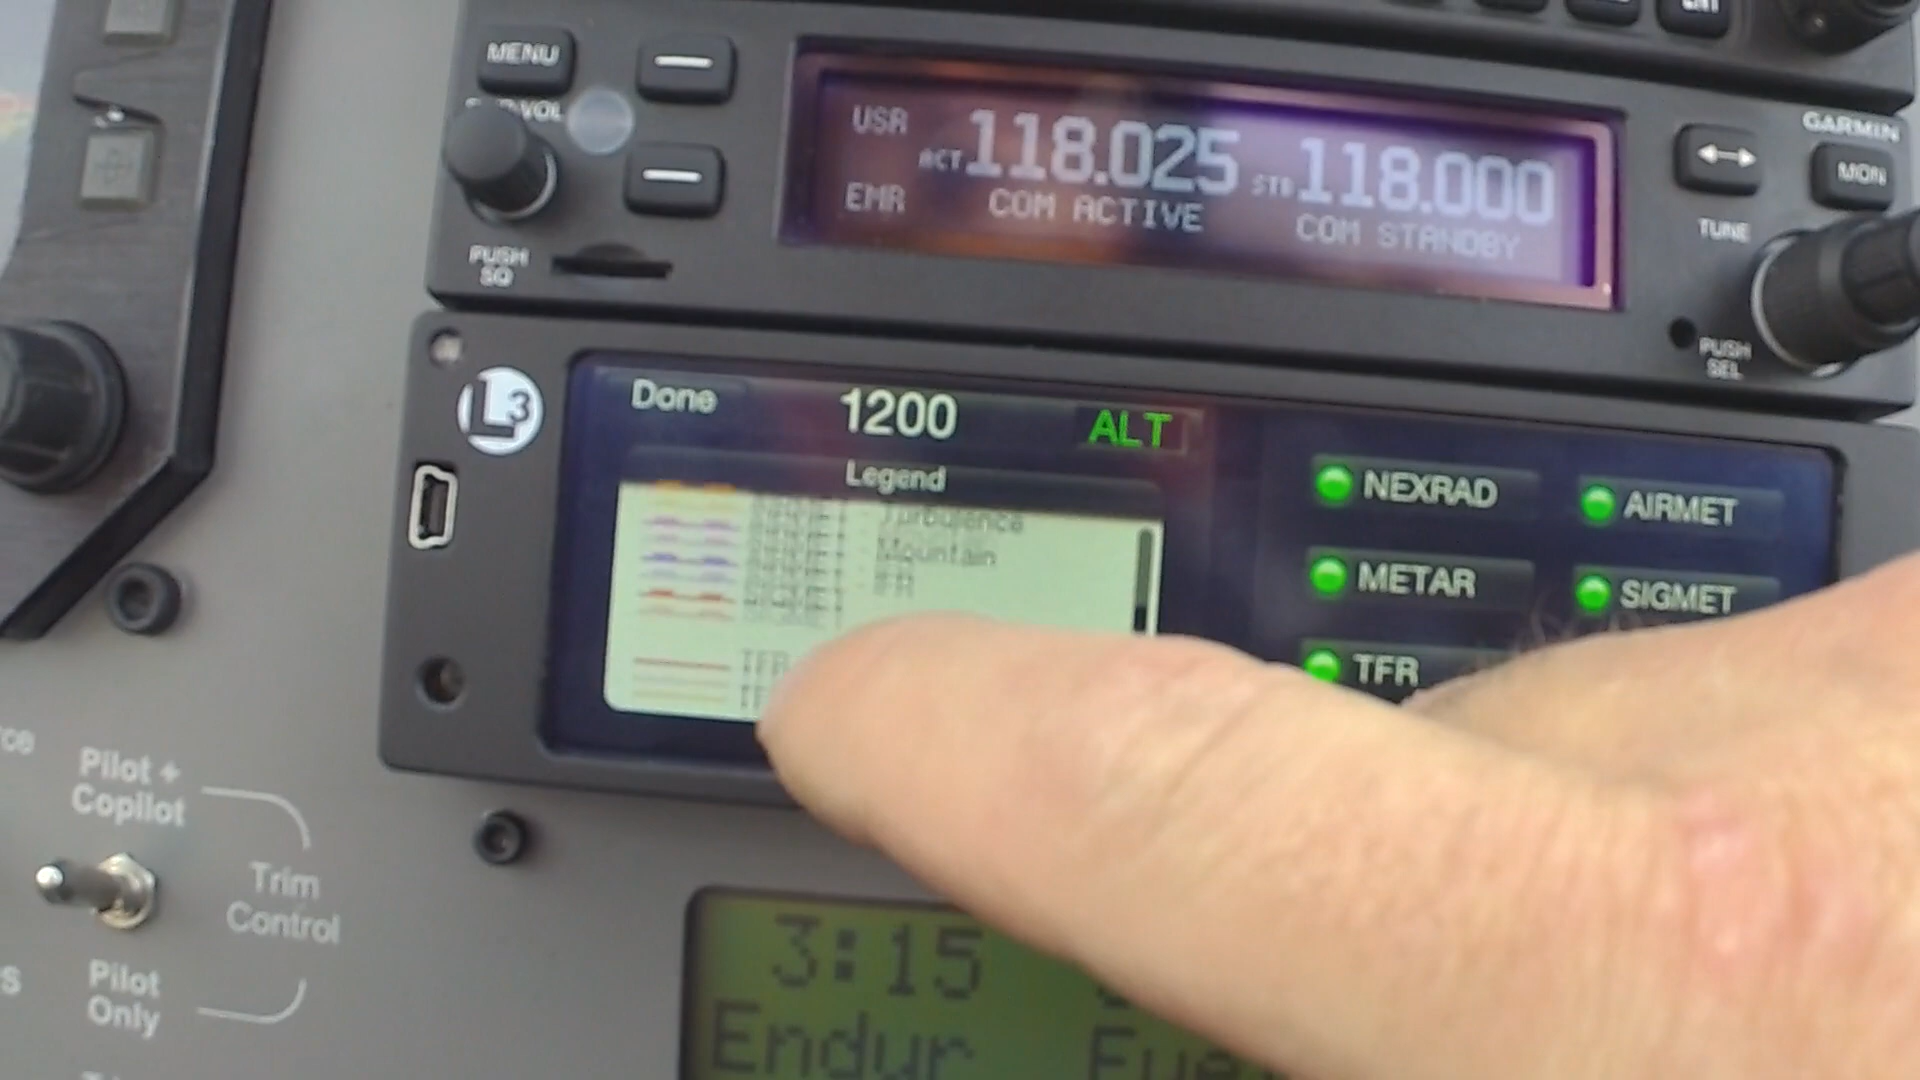 MENU
VOL
PUSH
SQ
USR
ACT 118.025 STB 118.000
EMR COM ACTIVE COM STANDBY
GARMIN
MON
TUNE
PUSH
SEL
L3
Done 1200 ALT
Legend
Turbulence
Mountain
IFR
TFR
NEXRAD AIRMET
METAR SIGMET
TFR
Pilot +
Copilot
Trim
Control
Pilot
Only
3:15
Endur